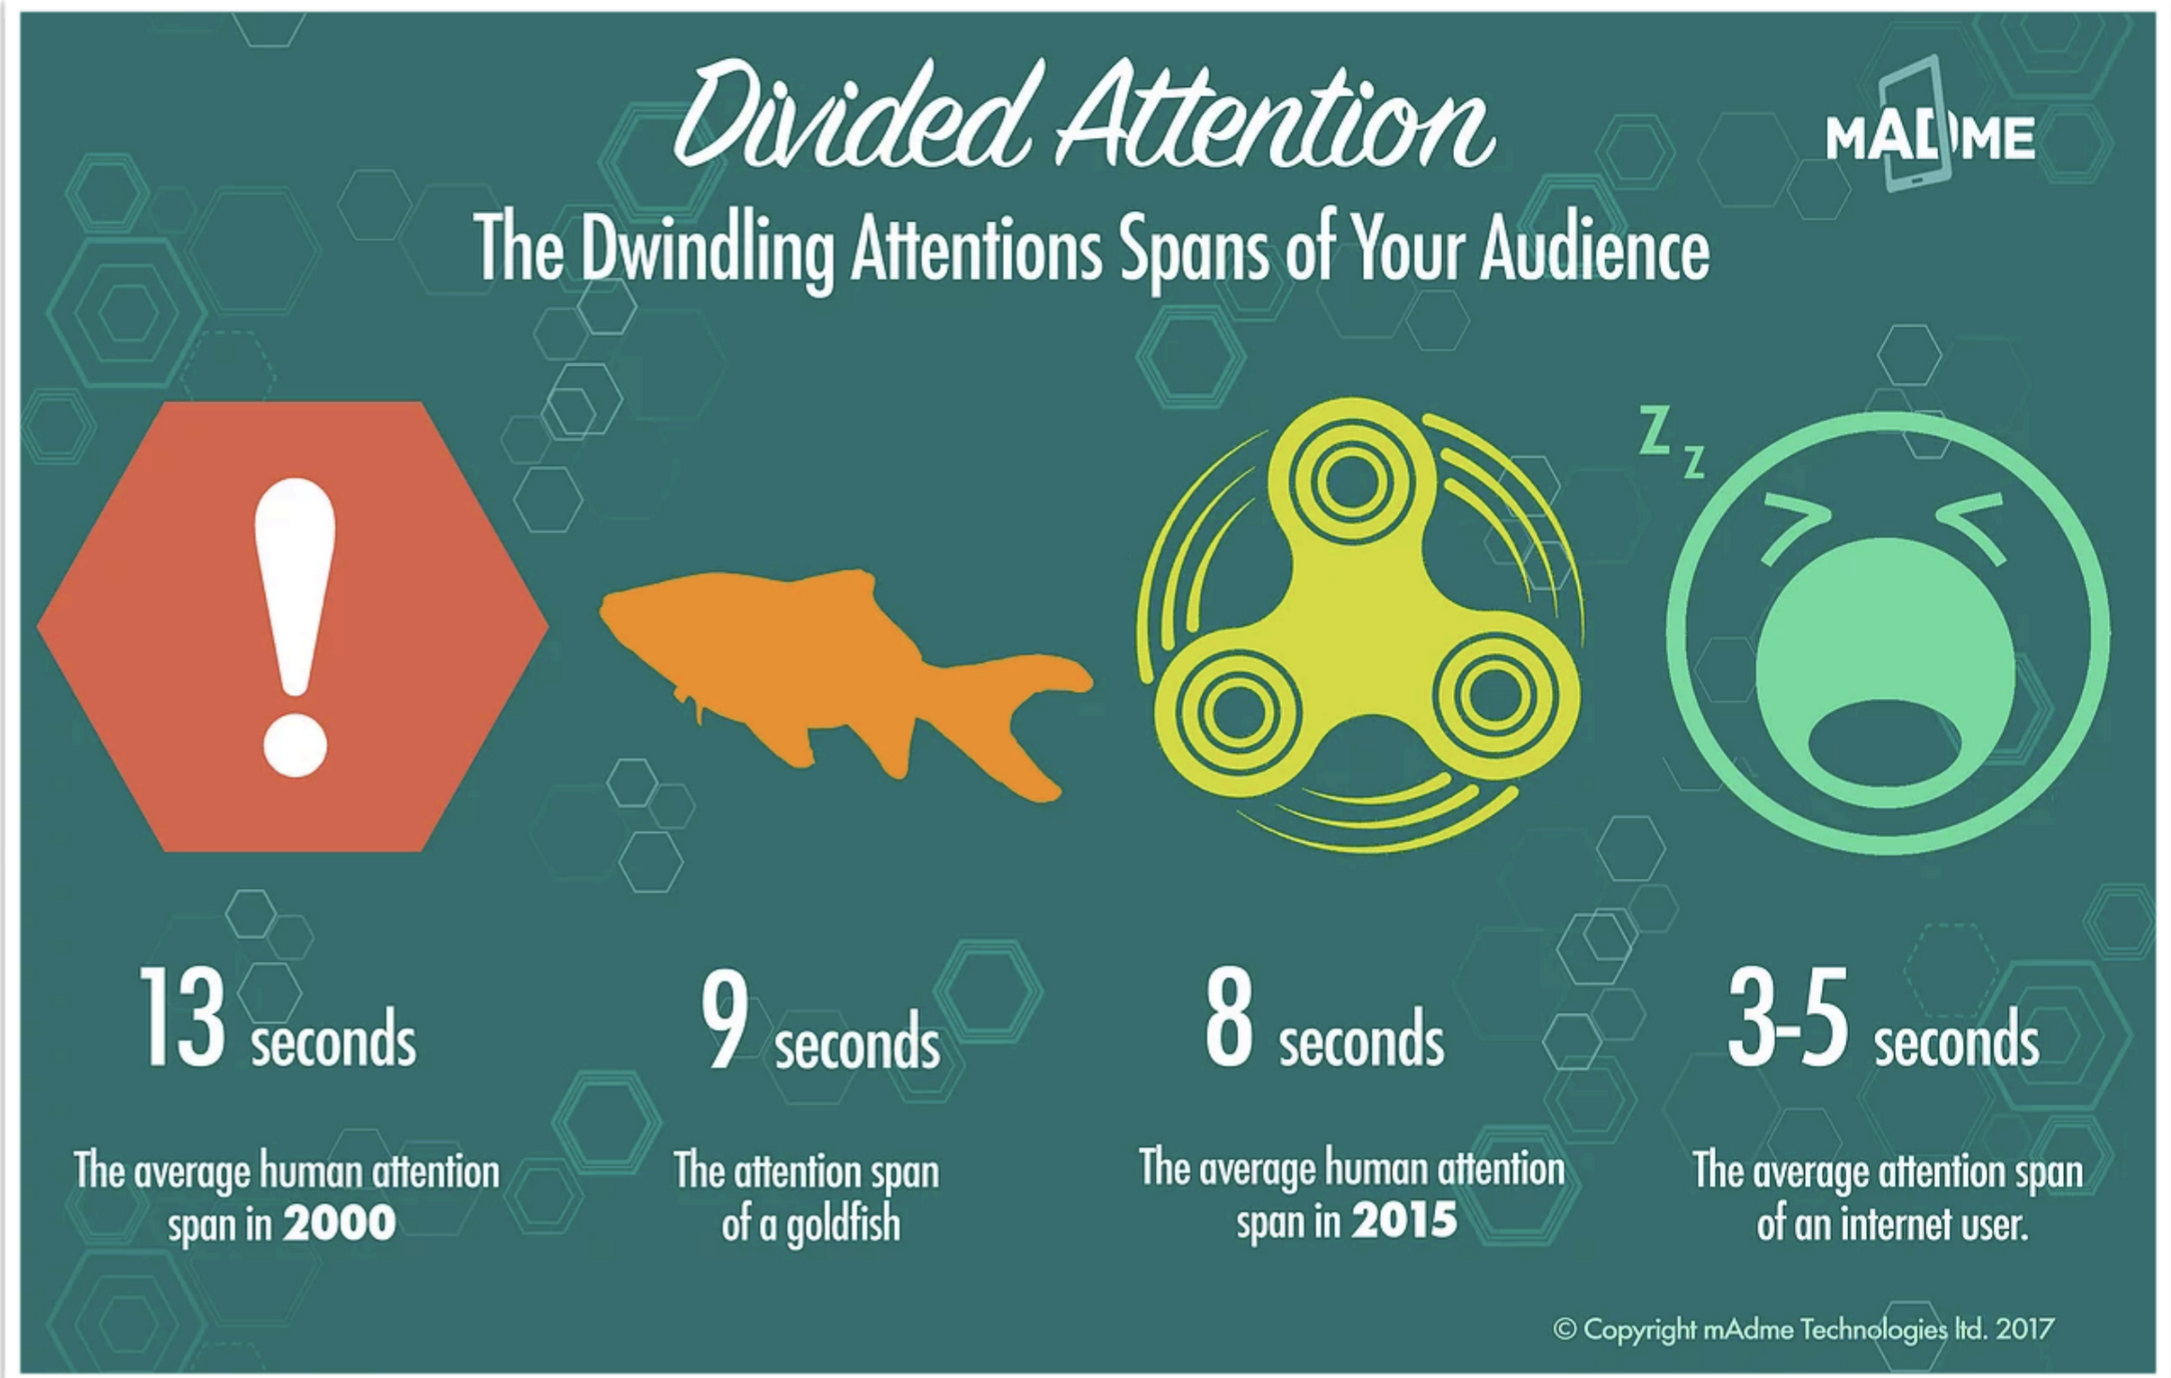 Divided Attention
MADME
The Dwindling Attentions Spans of Your Audience
Z
z
13 seconds
The average human attention
span in 2000
9 seconds
The attention span
of a goldfish
8 seconds
The average human attention
span in 2015
3-5 seconds
The average attention span
of an internet user.
© Copyright mAdme Technologies ltd. 2017